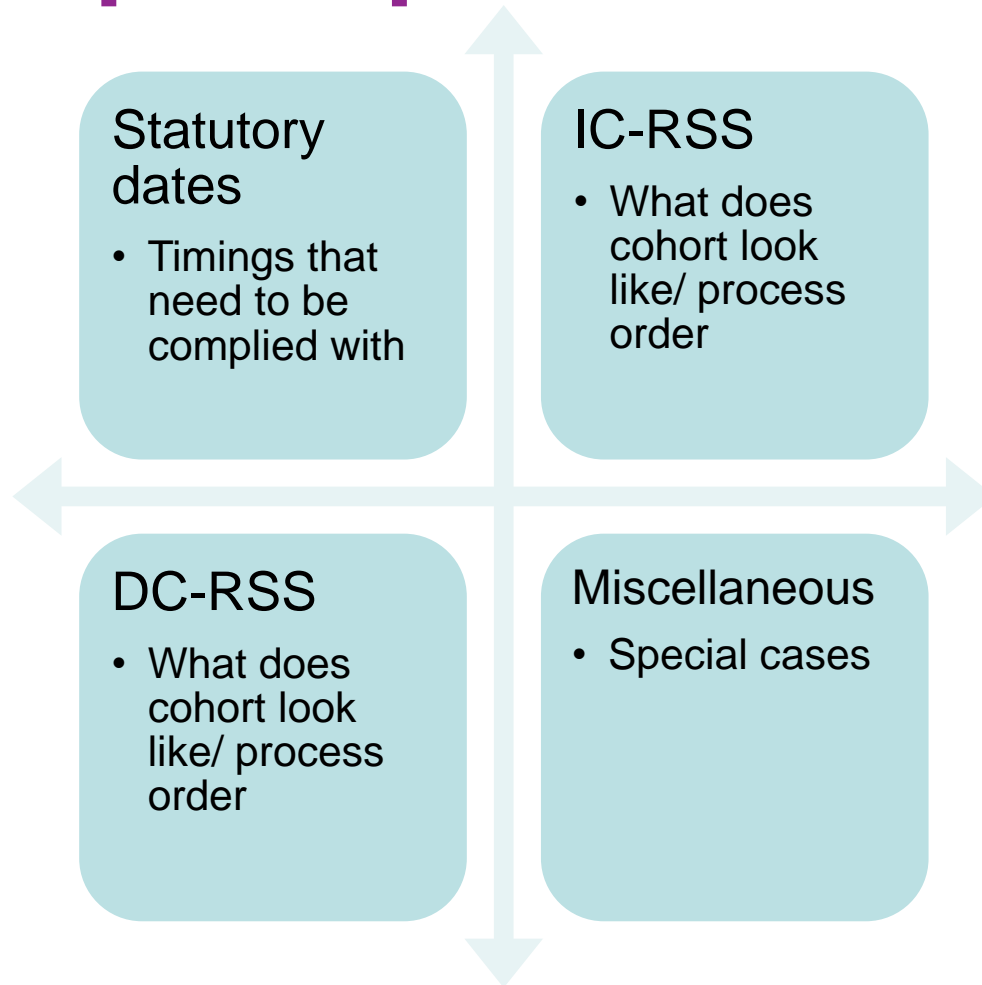 Statutory
dates
• Timings that
need to be
complied with
IC-RSS
• What does
cohort look
like/ process
order
DC-RSS
• What does
cohort look
like/ process
order
Miscellaneous
• Special cases